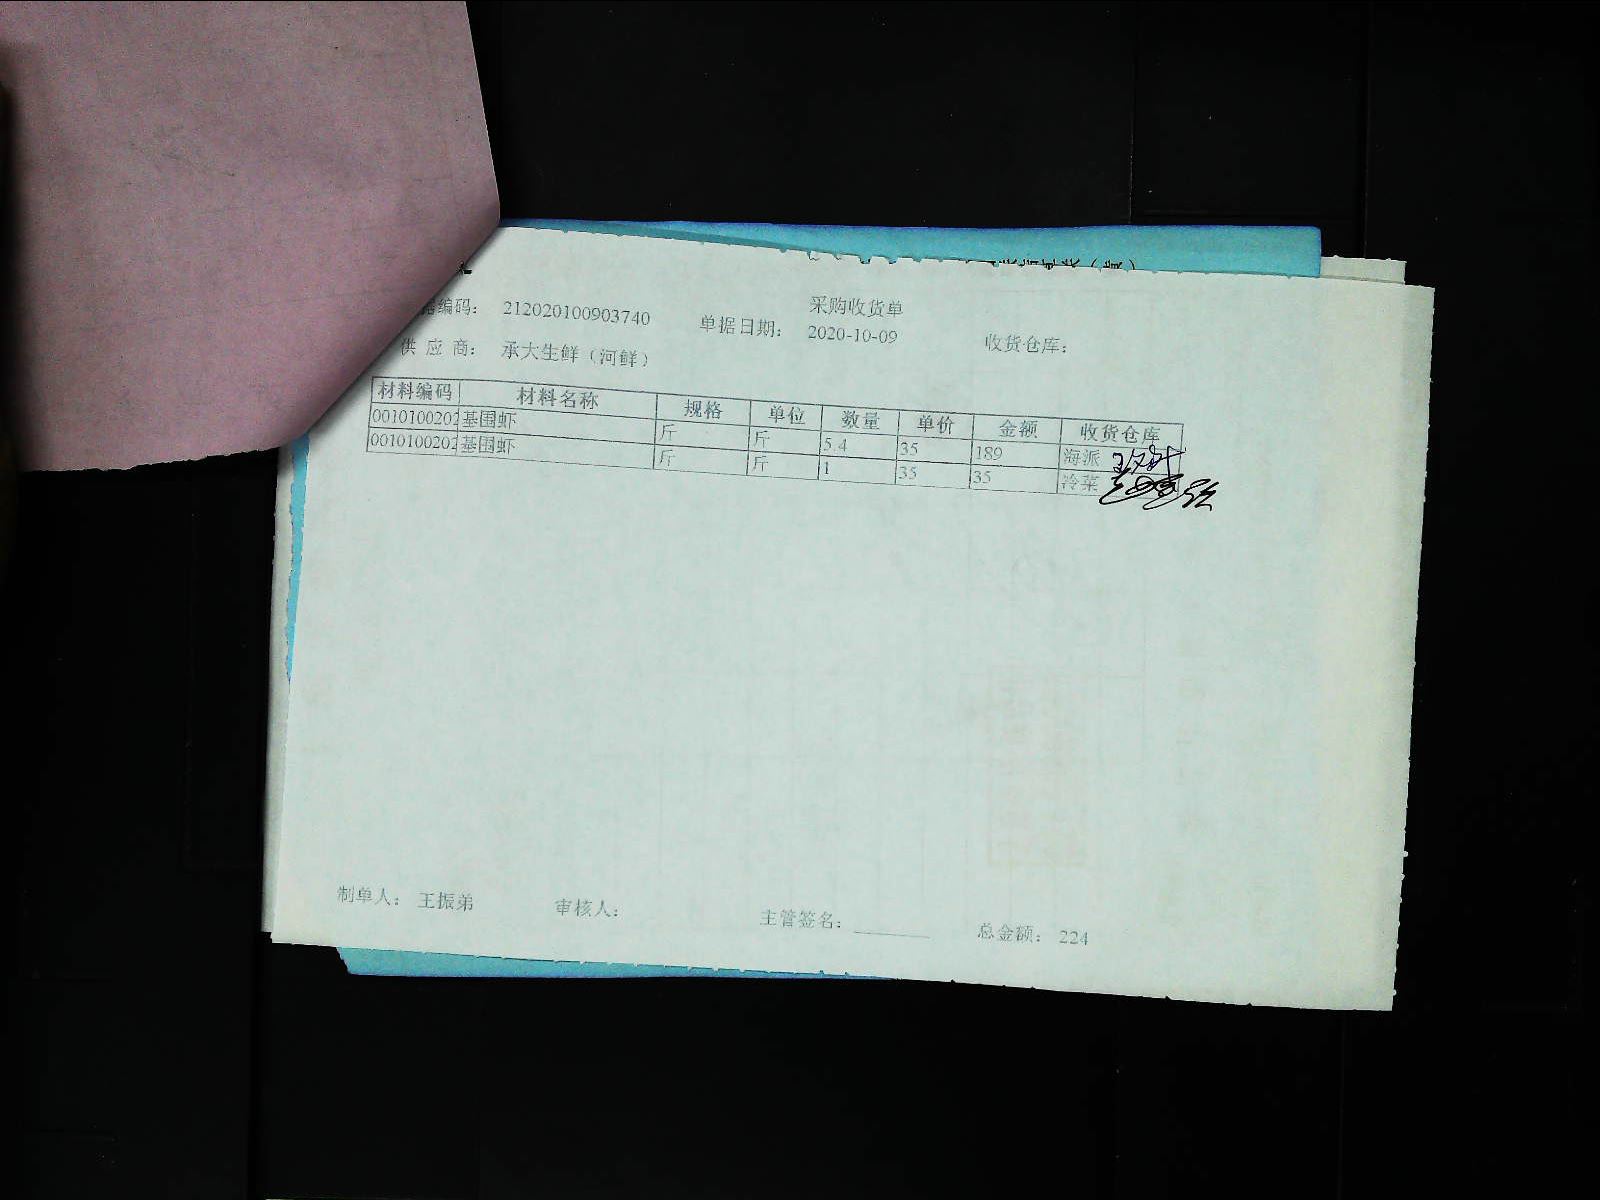 采购收货单
据编码： 212020100903740 单据日期： 2020-10-09 收货仓库：
供 应 商： 承大生鲜（河鲜）
材料编码 材料名称 规格 单位 数量 单价 金额 收货仓库
0010100202 基围虾 斤 斤 5.4 35 189 海派
0010100202 基围虾 斤 斤 1 35 35 冷菜
制单人： 王振弟 审核人： 主管签名： 总金额： 224